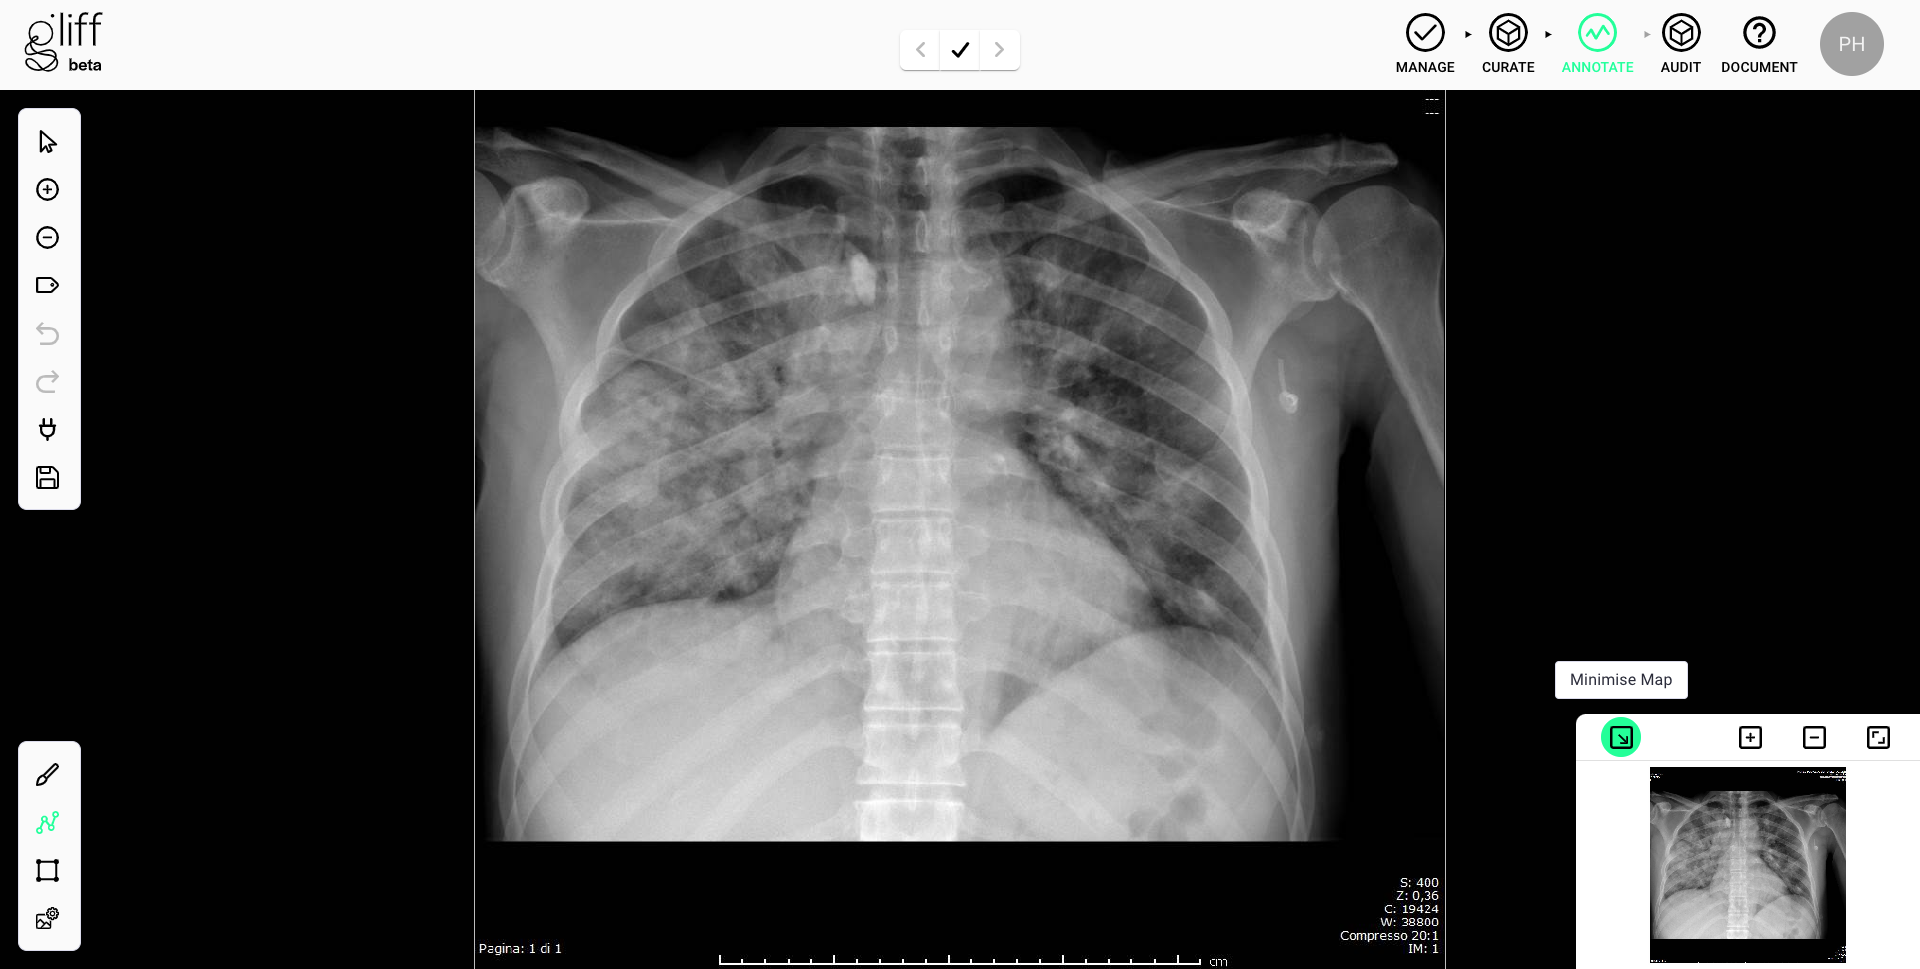 gliff
beta
MANAGE
CURATE
ANNOTATE
AUDIT
DOCUMENT
PH
---
---
Minimise Map
S: 400
Z: 0,36
C: 19424
W: 38800
Compresso 20:1
IM: 1
Pagina: 1 di 1
cm